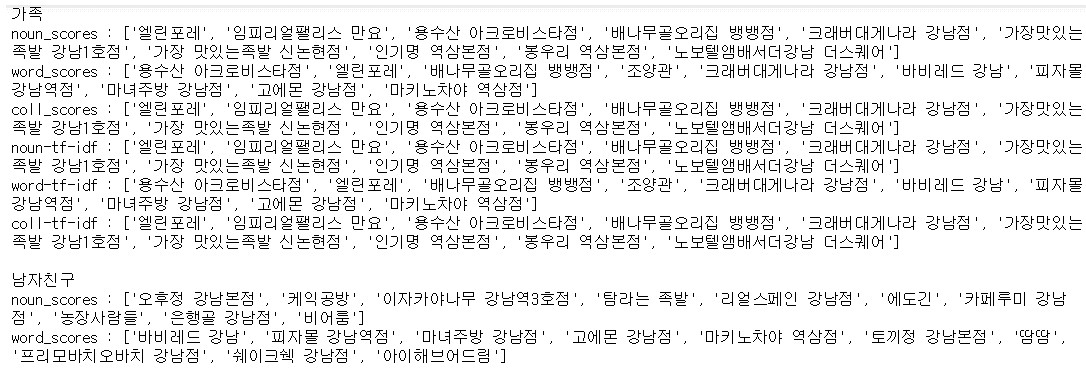 가족
noun_scores : ['엘린포레', '임피리얼팰리스 만요', '용수산 아크로비스타점', '배나무골오리집 뱅뱅점', '크래버대게나라 강남점', '가장맛있는
족발 강남1호점', '가장 맛있는족발 신논현점', '인기명 역삼본점', '봉우리 역삼본점', '노보텔앰배서더강남 더스퀘어']
word_scores : ['용수산 아크로비스타점', '엘린포레', '배나무골오리집 뱅뱅점', '조양관', '크래버대게나라 강남점', '바비레드 강남', '피자몰
강남역점', '마녀주방 강남점', '고에몬 강남점', '마키노차야 역삼점']
coll_scores : ['엘린포레', '임피리얼팰리스 만요', '용수산 아크로비스타점', '배나무골오리집 뱅뱅점', '크래버대게나라 강남점', '가장맛있는
족발 강남1호점', '가장 맛있는족발 신논현점', '인기명 역삼본점', '봉우리 역삼본점', '노보텔앰배서더강남 더스퀘어']
noun-tf-idf : ['엘린포레', '임피리얼팰리스 만요', '용수산 아크로비스타점', '배나무골오리집 뱅뱅점', '크래버대게나라 강남점', '가장맛있는
족발 강남1호점', '가장 맛있는족발 신논현점', '인기명 역삼본점', '봉우리 역삼본점', '노보텔앰배서더강남 더스퀘어']
word-tf-idf : ['용수산 아크로비스타점', '엘린포레', '배나무골오리집 뱅뱅점', '조양관', '크래버대게나라 강남점', '바비레드 강남', '피자몰
강남역점', '마녀주방 강남점', '고에몬 강남점', '마키노차야 역삼점']
coll-tf-idf : ['엘린포레', '임피리얼팰리스 만요', '용수산 아크로비스타점', '배나무골오리집 뱅뱅점', '크래버대게나라 강남점', '가장맛있는
족발 강남1호점', '가장 맛있는족발 신논현점', '인기명 역삼본점', '봉우리 역삼본점', '노보텔앰배서더강남 더스퀘어']
남자친구
noun_scores : ['오후정 강남본점', '케익공방', '이자카야나무 강남역3호점', '탐라는 족발', '리얼스페인 강남점', '에도긴', '카페루미 강남
점', '농장사람들', '은행골 강남점', '비어룸']
word_scores : ['바비레드 강남', '피자몰 강남역점', '마녀주방 강남점', '고에몬 강남점', '마키노차야 역삼점', '토끼정 강남본점', '땀땀',
'프리모바치오바치 강남점', '쉐이크쉑 강남점', '아이해브어드림']